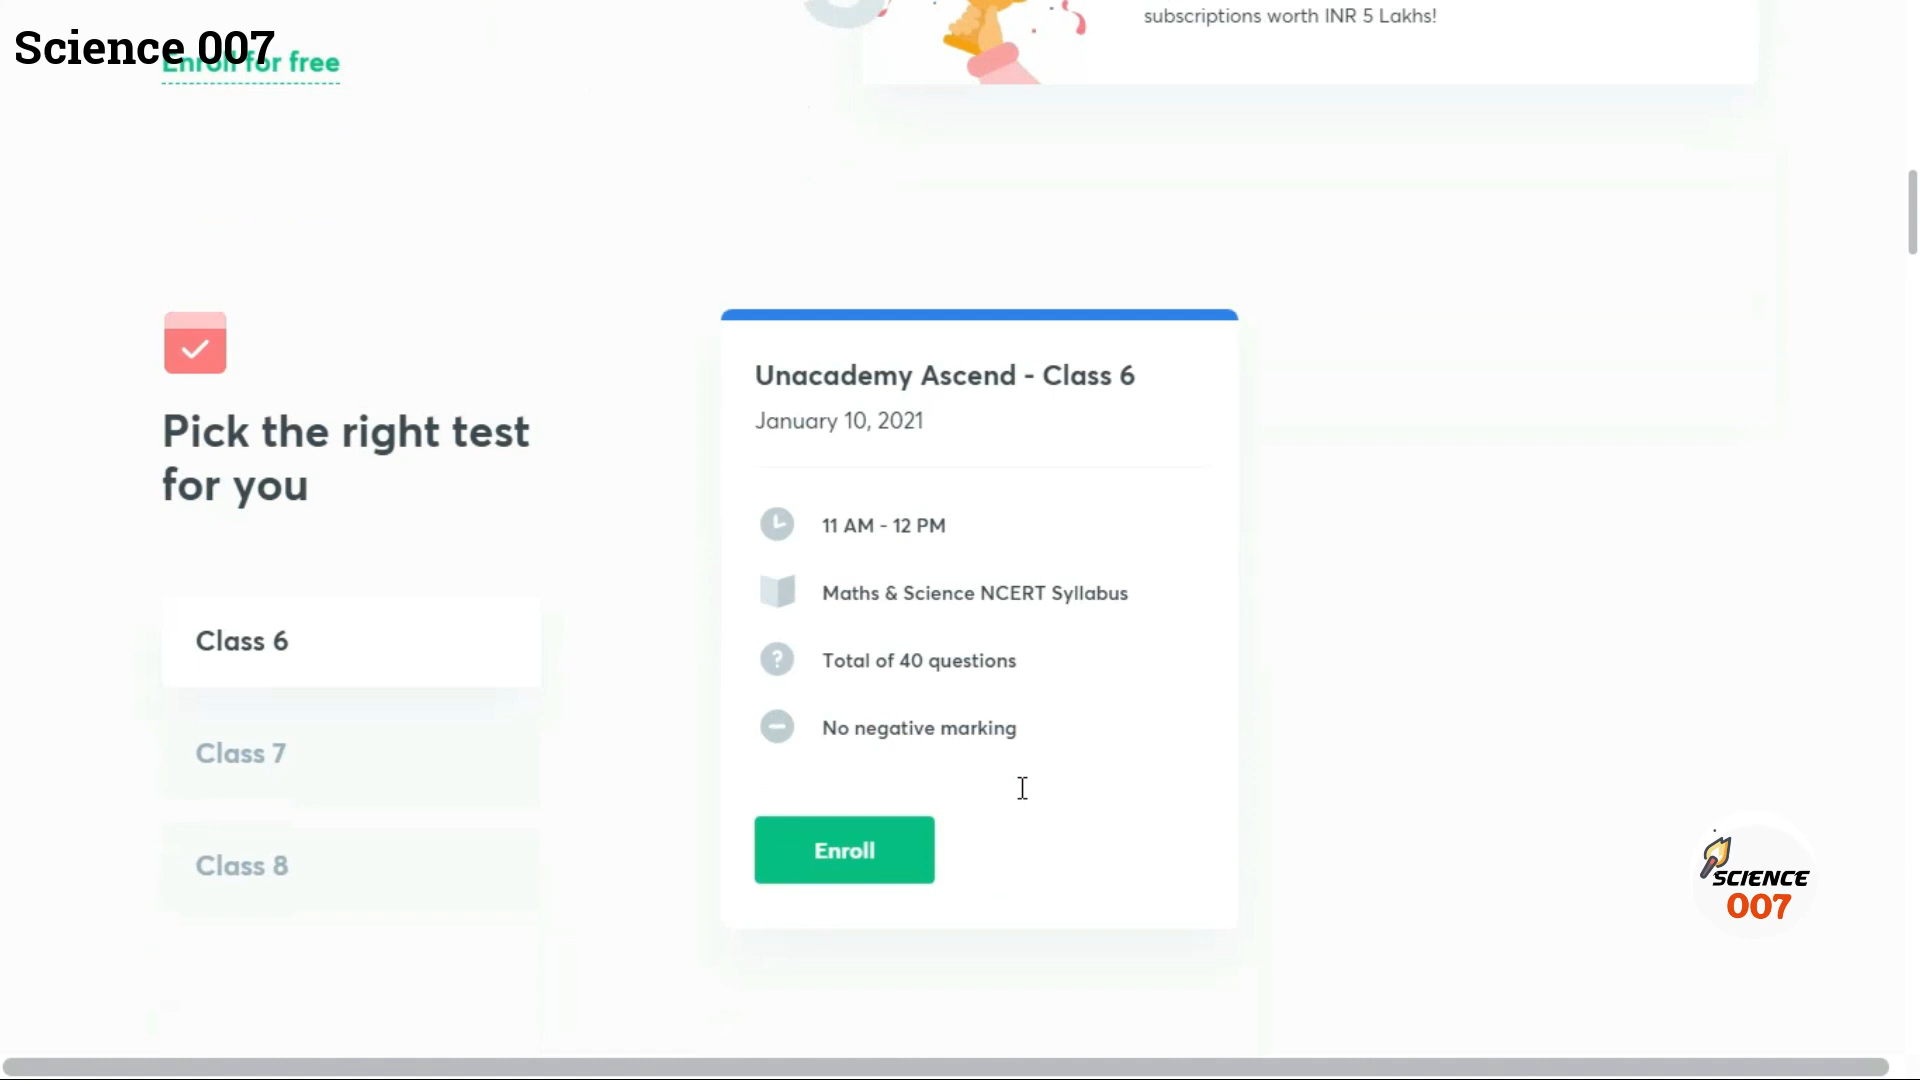 subscriptions worth INR 5 Lakhs!
Science 007
Enroll for free
Pick the right test
for you
Class 6
Class 7
Class 8
Unacademy Ascend - Class 6
January 10, 2021
11 AM - 12 PM
Maths & Science NCERT Syllabus
Total of 40 questions
No negative marking
Enroll
SCIENCE
007